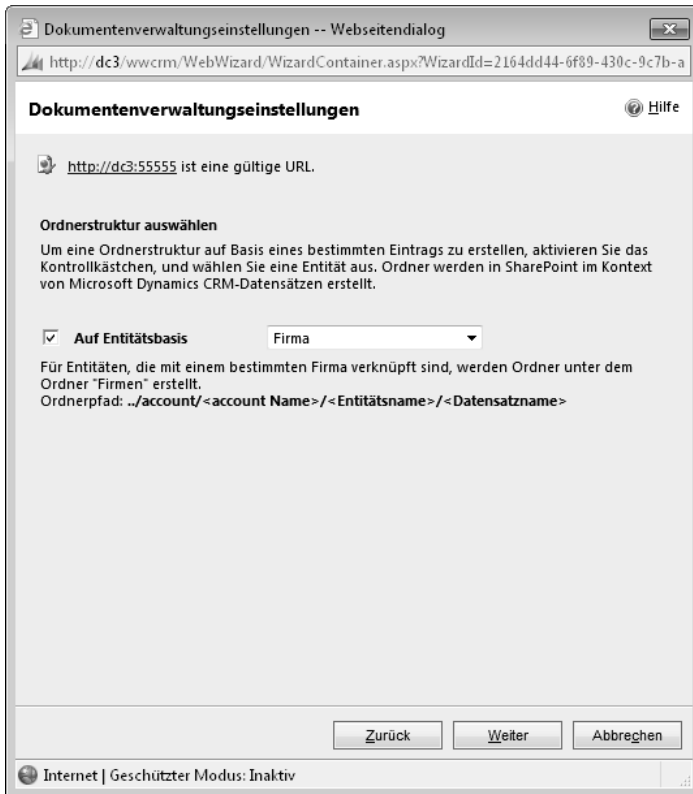 Dokumentenverwaltungseinstellungen -- Webseitendialog
http://dc3/wwcrm/WebWizard/WizardContainer.aspx?WizardId=2164dd44-6f89-430c-9c7b-a
Dokumentenverwaltungseinstellungen
Hilfe
http://dc3:55555 ist eine gültige URL.
Ordnerstruktur auswählen
Um eine Ordnerstruktur auf Basis eines bestimmten Eintrags zu erstellen, aktivieren Sie das
Kontrollkästchen, und wählen Sie eine Entität aus. Ordner werden in SharePoint im Kontext
von Microsoft Dynamics CRM-Datensätzen erstellt.
Auf Entitätsbasis Firma
Für Entitäten, die mit einem bestimmten Firma verknüpft sind, werden Ordner unter dem
Ordner "Firmen" erstellt.
Ordnerpfad: ../account/<account Name>/<Entitätsname>/<Datensatzname>
Zurück Weiter Abbrechen
Internet | Geschützter Modus: Inaktiv